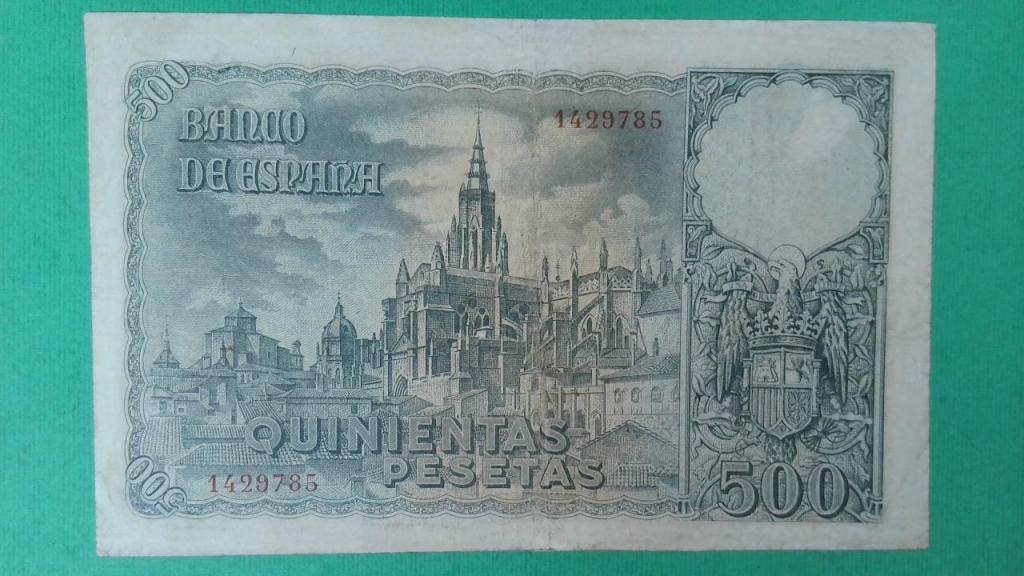 500
BANCO
DE ESPAÑA
1429785
QUINIENTAS
PESETAS
1429785
500
500